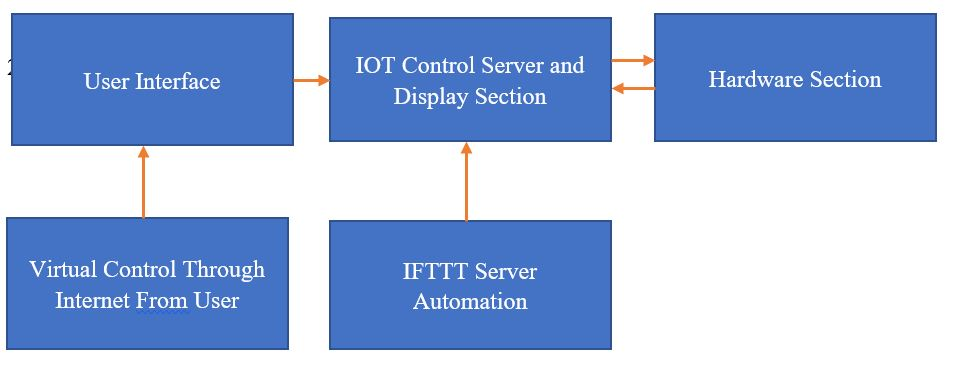 User Interface
IOT Control Server and
Display Section
Hardware Section
Virtual Control Through
Internet From User
IFTTT Server
Automation